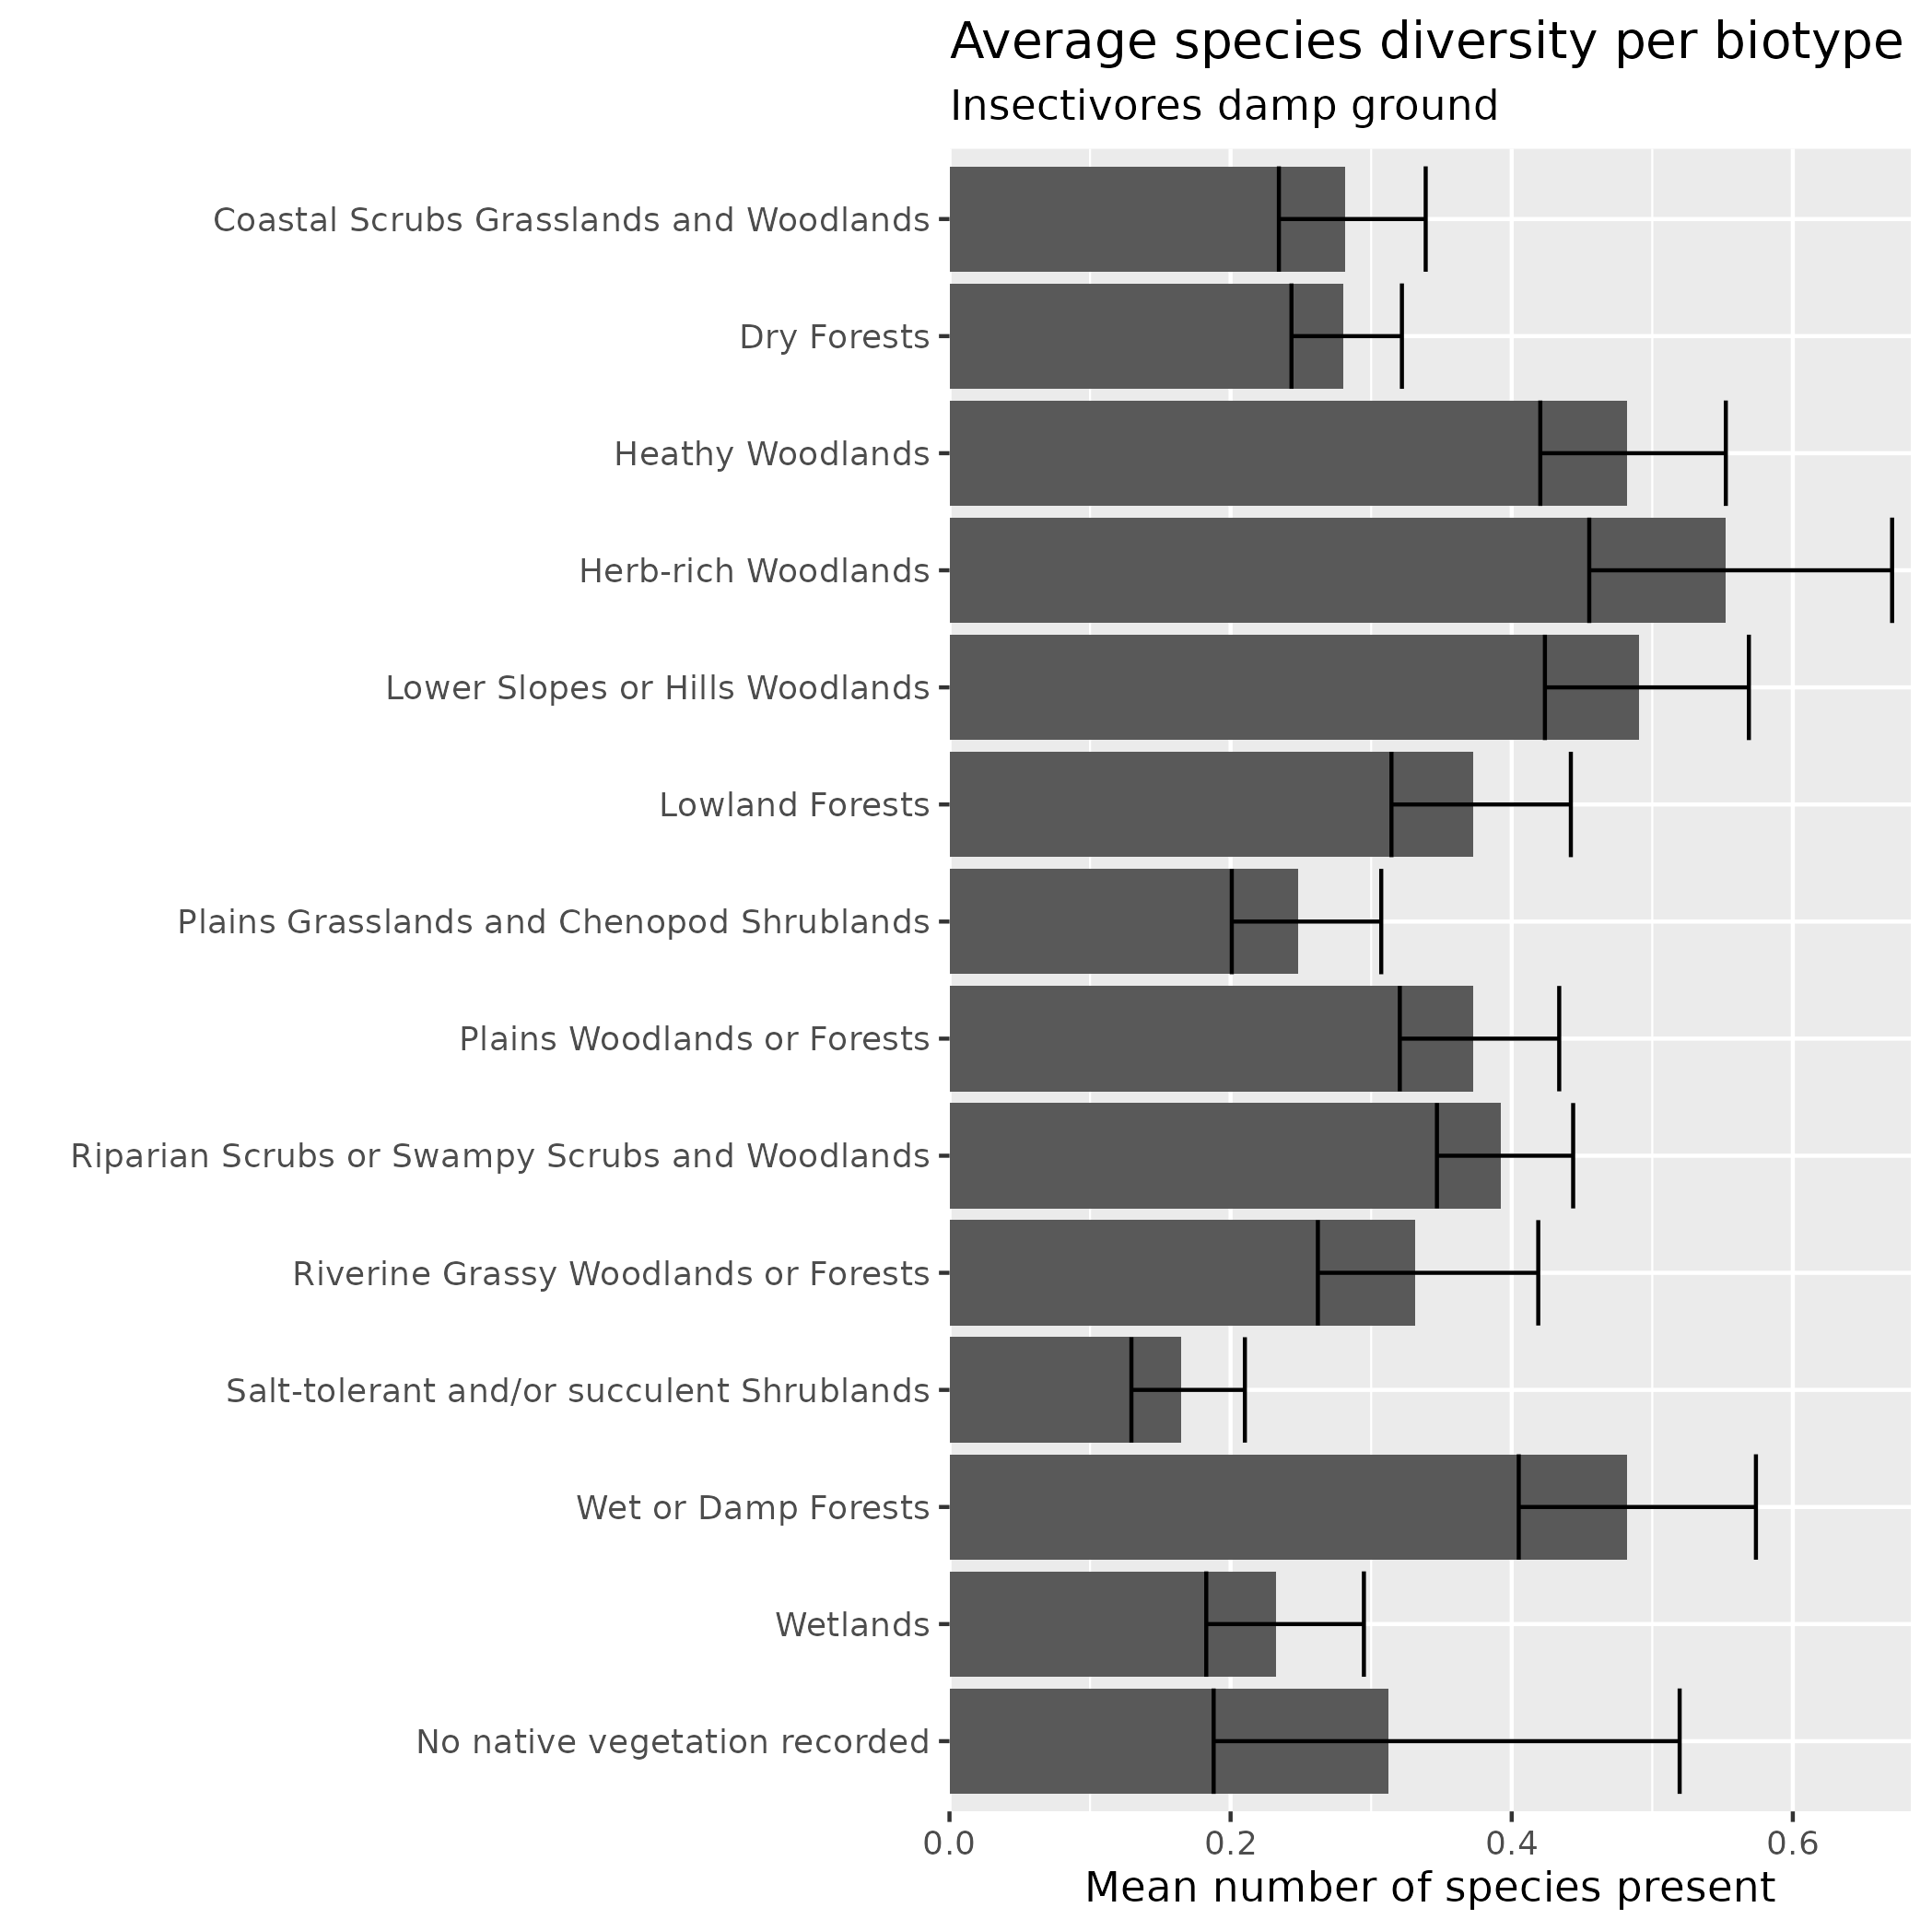 Average species diversity per biotype
Insectivores damp ground
Coastal Scrubs Grasslands and Woodlands
Dry Forests
Heathy Woodlands
Herb-rich Woodlands
Lower Slopes or Hills Woodlands
Lowland Forests
Plains Grasslands and Chenopod Shrublands
Plains Woodlands or Forests
Riparian Scrubs or Swampy Scrubs and Woodlands
Riverine Grassy Woodlands or Forests
Salt-tolerant and/or succulent Shrublands
Wet or Damp Forests
Wetlands
No native vegetation recorded
0.0 0.2 0.4 0.6
Mean number of species present